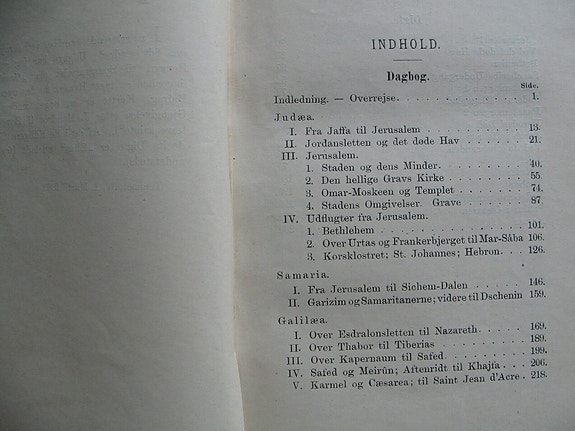 INDHOLD.
Dagbog.
Side.
Indledning. — Overrejse. . . . . . . . . . . . 1.
Judæa.
I. Fra Jaffa til Jerusalem . . . . . . . . . . 13.
II. Jordansletten og det døde Hav . . . . . . . 21.
III. Jerusalem.
1. Staden og dens Minder. . . . . . . . . 40.
2. Den hellige Gravs Kirke . . . . . . . . 55.
3. Omar-Moskeen og Templet . . . . . . . 74.
4. Stadens Omgivelser. Grave . . . . . . . 87.
IV. Udflugter fra Jerusalem.
1. Bethlehem . . . . . . . . . . . . 101.
2. Over Urtas og Frankerbjerget til Mar-Sâba 106.
3. Korsklostret; St. Johannes; Hebron. . . . 126.
Samaria.
I. Fra Jerusalem til Sichem-Dalen . . . . . . 146.
II. Garizim og Samaritanerne; videre til Dschenin 159.
Galilæa.
I. Over Esdralonsletten til Nazareth. . . . . . 169.
II. Over Thabor til Tiberias . . . . . . . . . 189.
III. Over Kapernaum til Safed. . . . . . . . . 199.
IV. Safed og Meirûn; Aftenridt til Khajfa. . . . 206.
V. Karmel og Cæsarea; til Saint Jean d'Acre . 218.